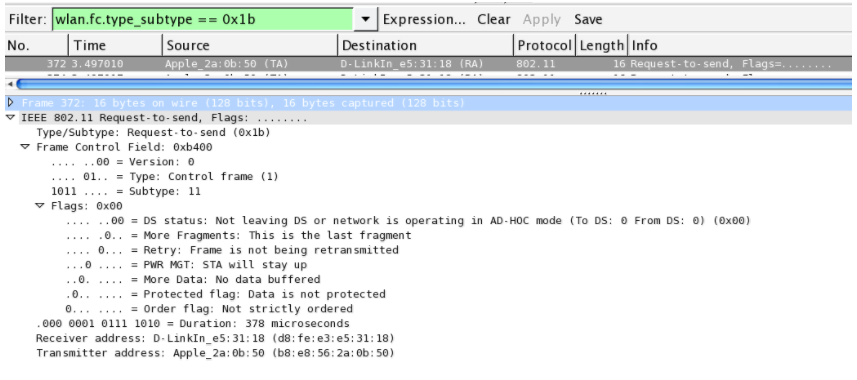 Filter: wlan.fc.type_subtype == 0x1b Expression... Clear Apply Save
No. Time Source Destination Protocol Length Info
372 3.497010 Apple_2a:0b:50 (TA) D-LinkIn_e5:31:18 (RA) 802.11 16 Request-to-send, Flags=........
Frame 372: 16 bytes on wire (128 bits), 16 bytes captured (128 bits)
IEEE 802.11 Request-to-send, Flags: ........
Type/Subtype: Request-to-send (0x1b)
Frame Control Field: 0xb400
.... ..00 = Version: 0
.... 01.. = Type: Control frame (1)
1011 .... = Subtype: 11
Flags: 0x00
.... ..00 = DS status: Not leaving DS or network is operating in AD-HOC mode (To DS: 0 From DS: 0) (0x00)
.... .0.. = More Fragments: This is the last fragment
.... 0... = Retry: Frame is not being retransmitted
...0 .... = PWR MGT: STA will stay up
..0. .... = More Data: No data buffered
.0.. .... = Protected flag: Data is not protected
0... .... = Order flag: Not strictly ordered
.000 0001 0111 1010 = Duration: 378 microseconds
Receiver address: D-LinkIn_e5:31:18 (d8:fe:e3:e5:31:18)
Transmitter address: Apple_2a:0b:50 (b8:e8:56:2a:0b:50)